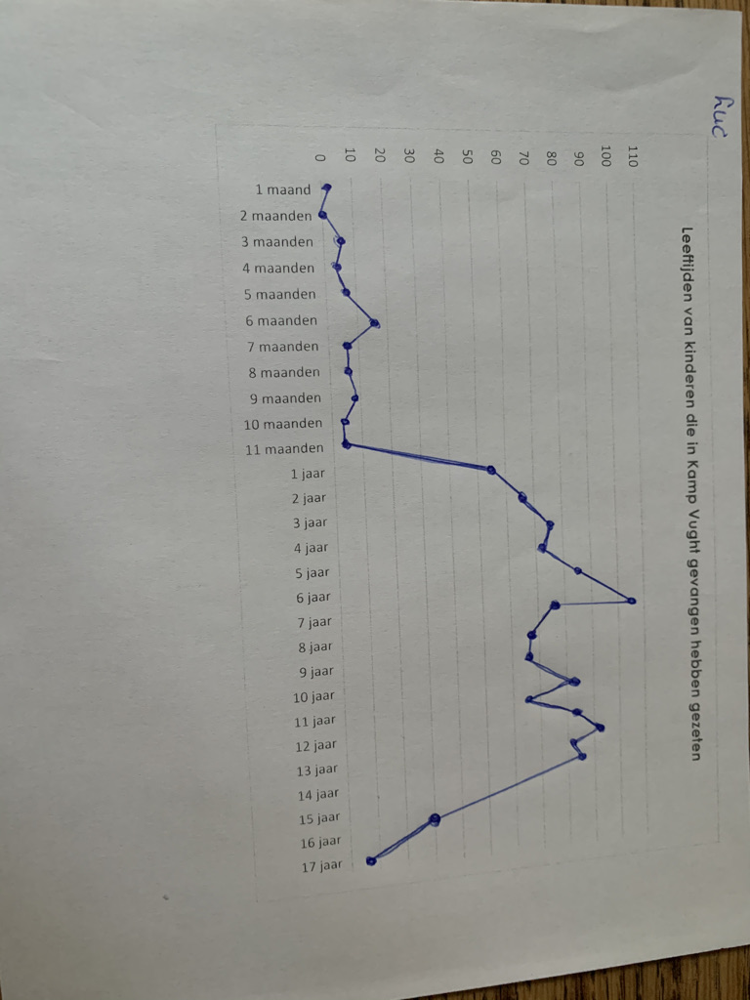 Luc
Leeftijden van kinderen die in Kamp Vught gevangen hebben gezeten
110
100
90
80
70
60
50
40
30
20
10
0
1 maand
2 maanden
3 maanden
4 maanden
5 maanden
6 maanden
7 maanden
8 maanden
9 maanden
10 maanden
11 maanden
1 jaar
2 jaar
3 jaar
4 jaar
5 jaar
6 jaar
7 jaar
8 jaar
9 jaar
10 jaar
11 jaar
12 jaar
13 jaar
14 jaar
15 jaar
16 jaar
17 jaar